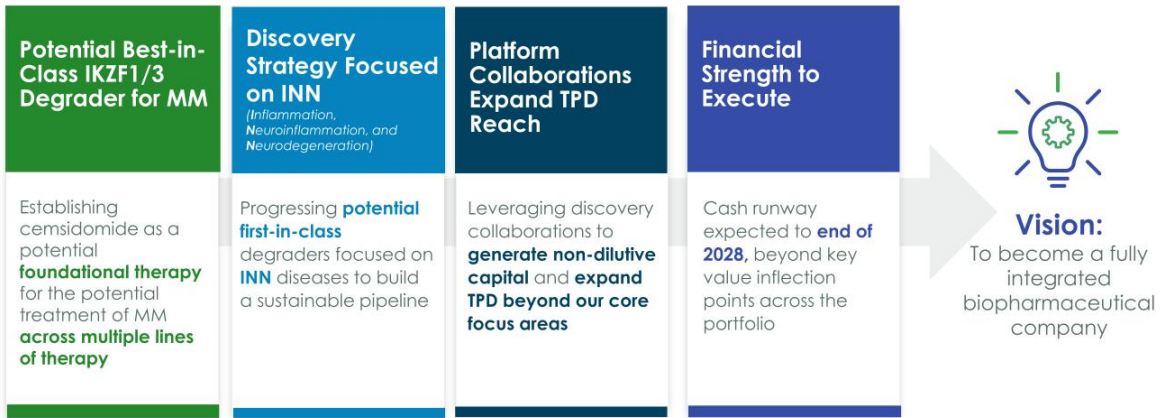 Potential Best-in-
Class IKZF1/3
Degrader for MM
Establishing
cemsidomide as a
potential
foundational therapy
for the potential
treatment of MM
across multiple lines
of therapy
Discovery
Strategy Focused
on INN
(Inflammation,
Neuroinflammation, and
Neurodegeneration)
Progressing potential
first-in-class
degraders focused on
INN diseases to build
a sustainable pipeline
Platform
Collaborations
Expand TPD
Reach
Leveraging discovery
collaborations to
generate non-dilutive
capital and expand
TPD beyond our core
focus areas
Financial
Strength to
Execute
Cash runway
expected to end of
2028, beyond key
value inflection
points across the
portfolio
Vision:
To become a fully
integrated
biopharmaceutical
company